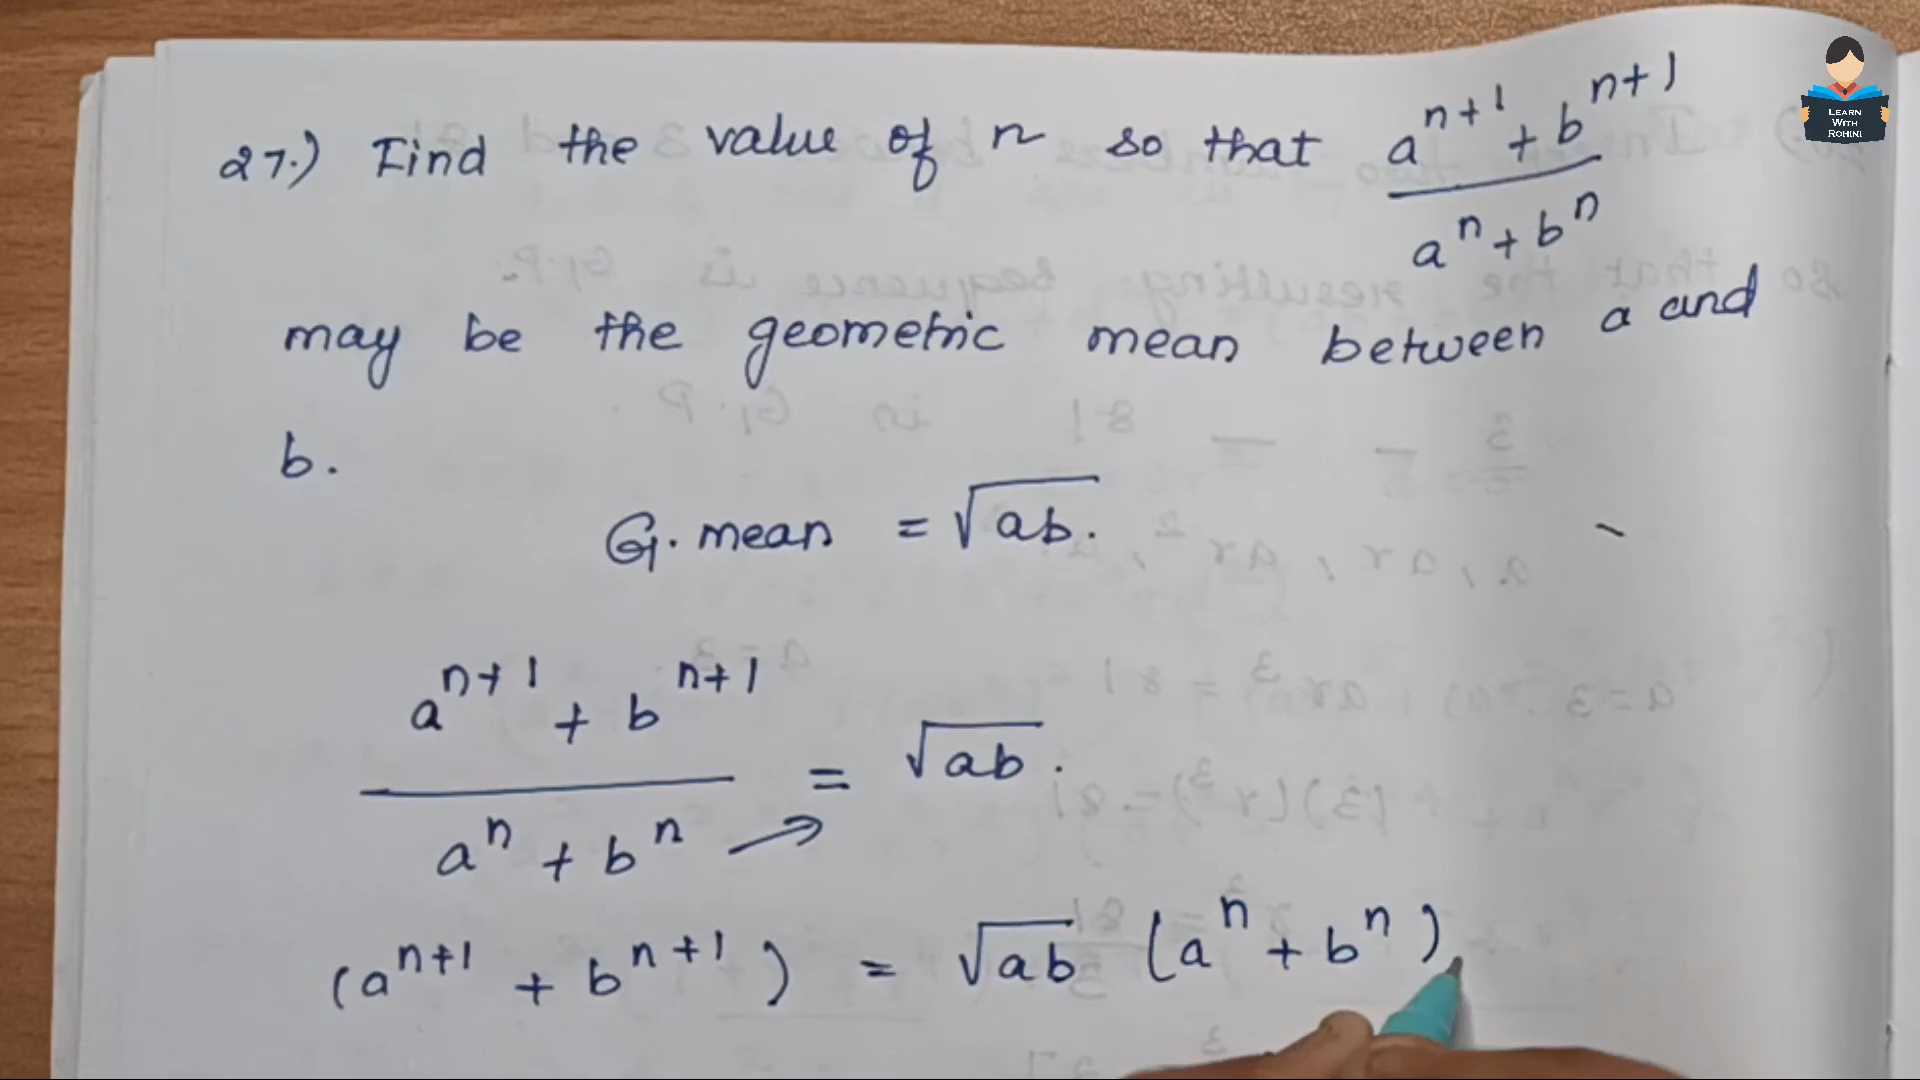 27.) Find the value of n so that (a^{n+1} + b^{n+1}) / (a^n + b^n)
may be the geometric mean between a and
b.
G. mean = √ab.
(a^{n+1} + b^{n+1}) / (a^n + b^n) = √ab.
(a^{n+1} + b^{n+1}) = √ab (a^n + b^n)
LEARN
WITH
ROHINI